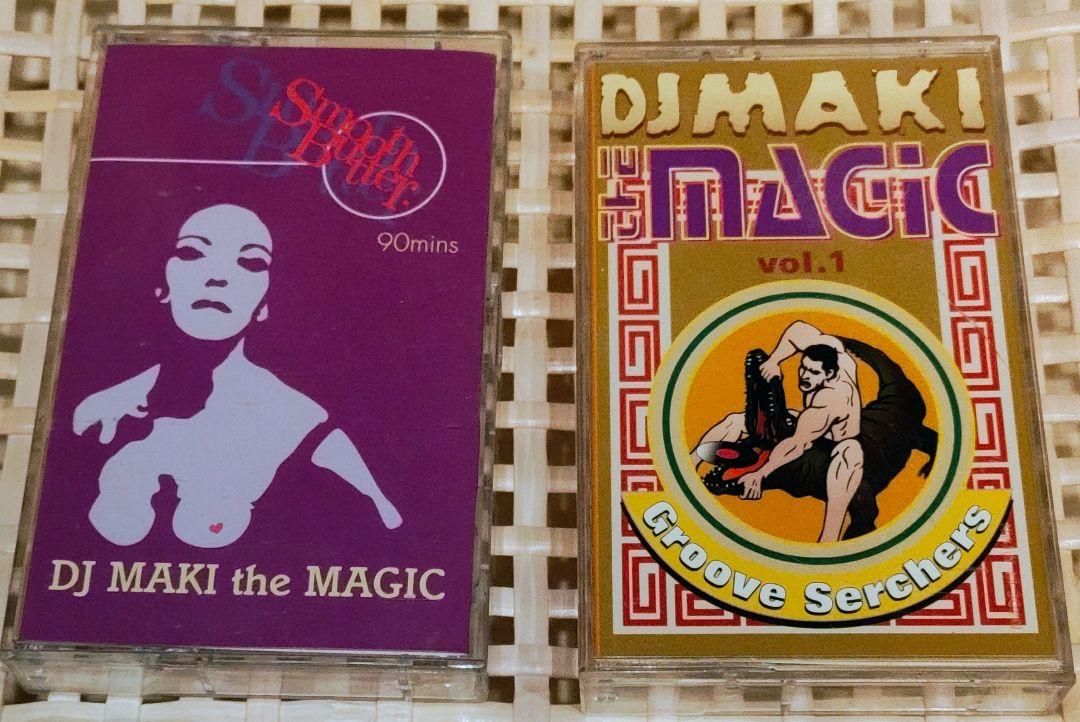 Smooth
Butter.
90mins
DJ MAKI the MAGIC
DJ MAKI
the MAGiC
vol.1
Groove Serchers